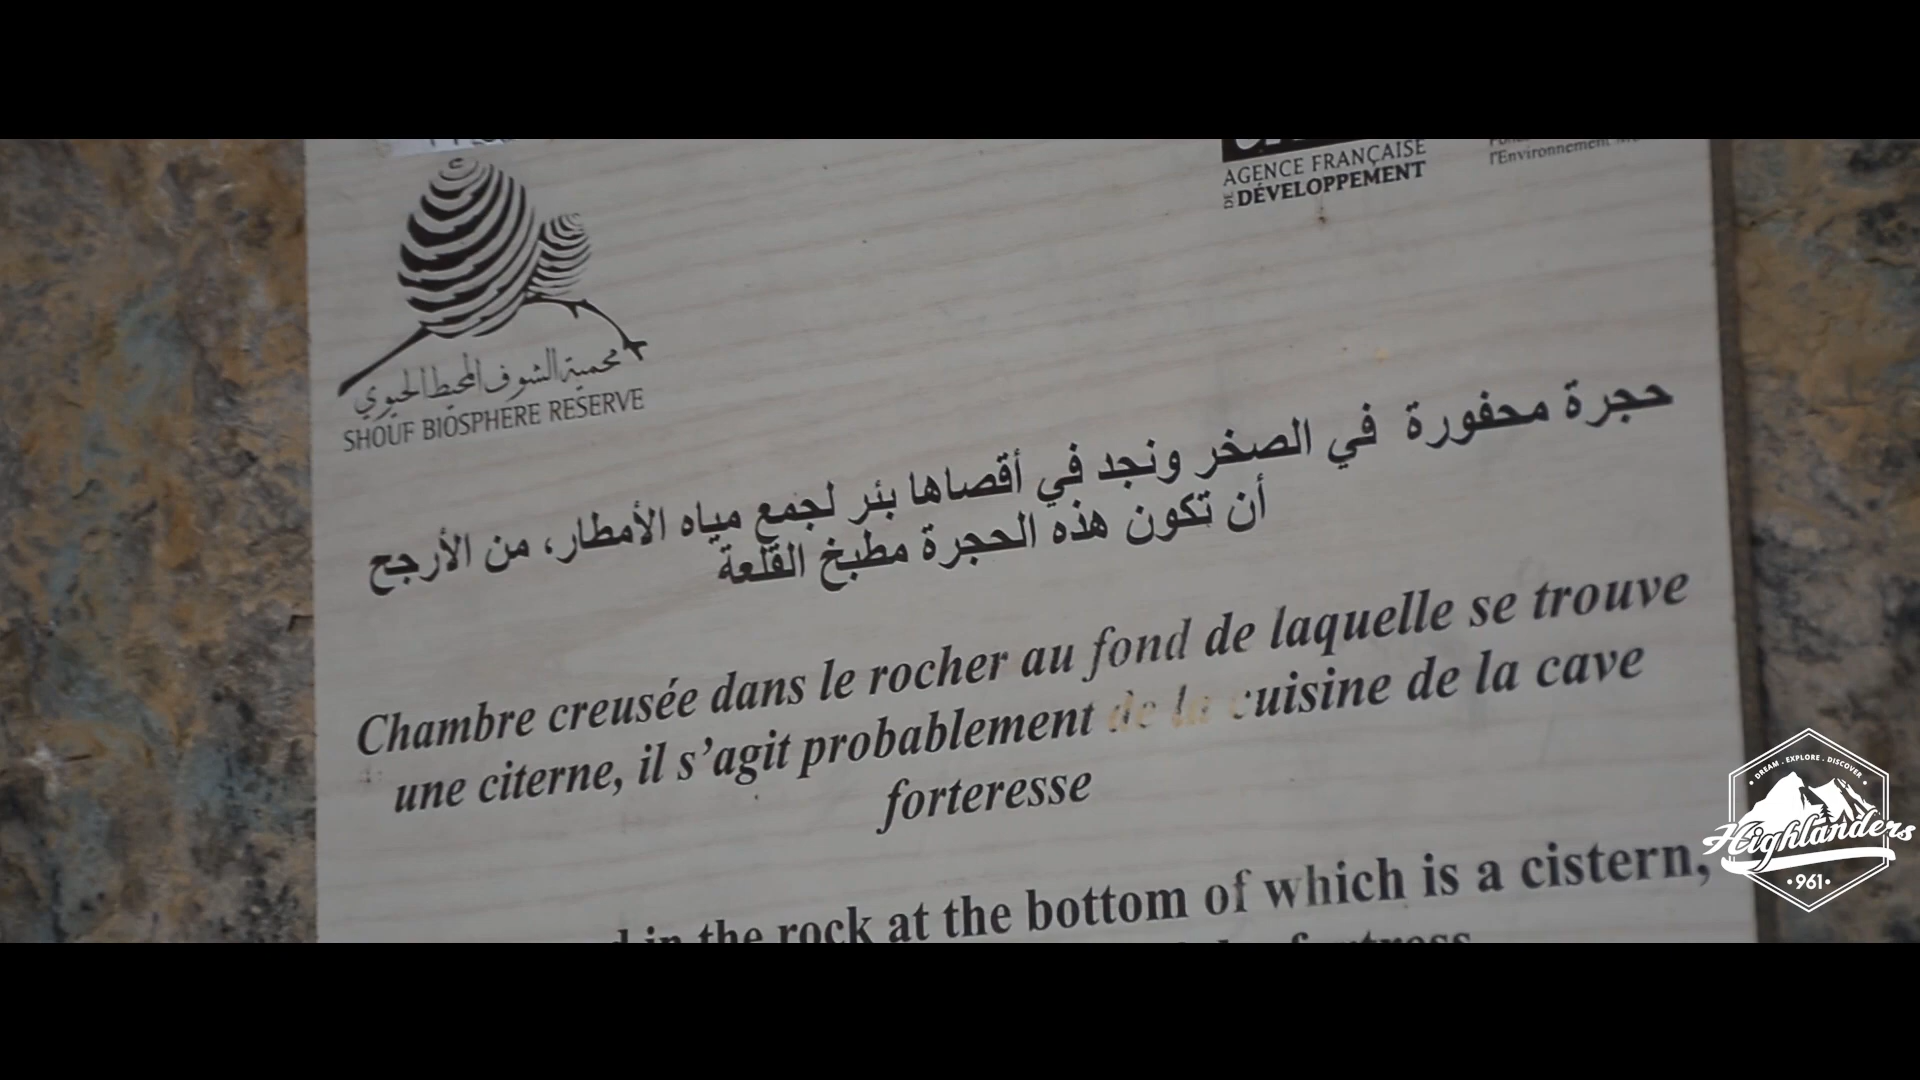 AGENCE FRANÇAISE
DE DÉVELOPPEMENT
l'Environnement
محمية الشوف المحيط الحيوي
SHOUF BIOSPHERE RESERVE
حجرة محفورة في الصخر ونجد في أقصاها بئر لجمع مياه الأمطار، من الأرجح
أن تكون هذه الحجرة مطبخ القلعة
Chambre creusée dans le rocher au fond de laquelle se trouve
une citerne, il s'agit probablement de la cuisine de la cave
forteresse
in the rock at the bottom of which is a cistern,
fortress
DREAM . EXPLORE . DISCOVER
Highlanders
961